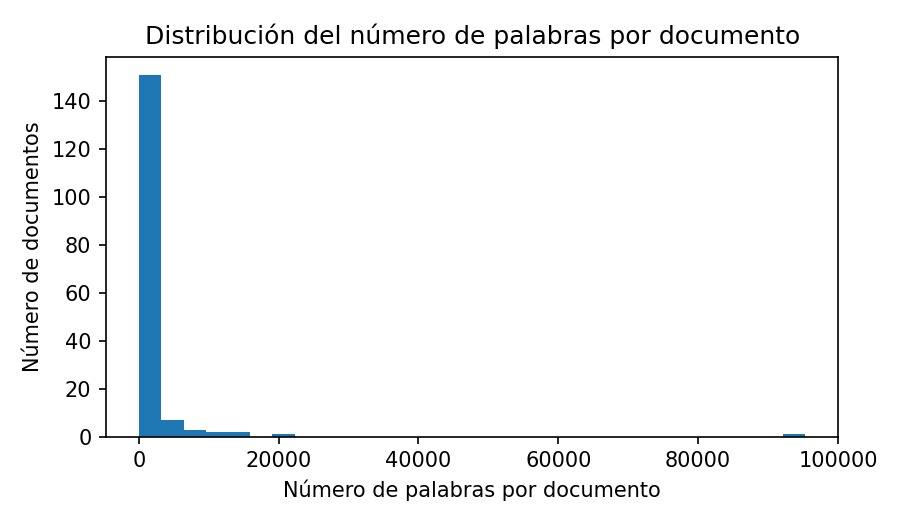 Distribución del número de palabras por documento
140
120
100
80
60
40
20
0
Número de documentos
0 20000 40000 60000 80000 100000
Número de palabras por documento